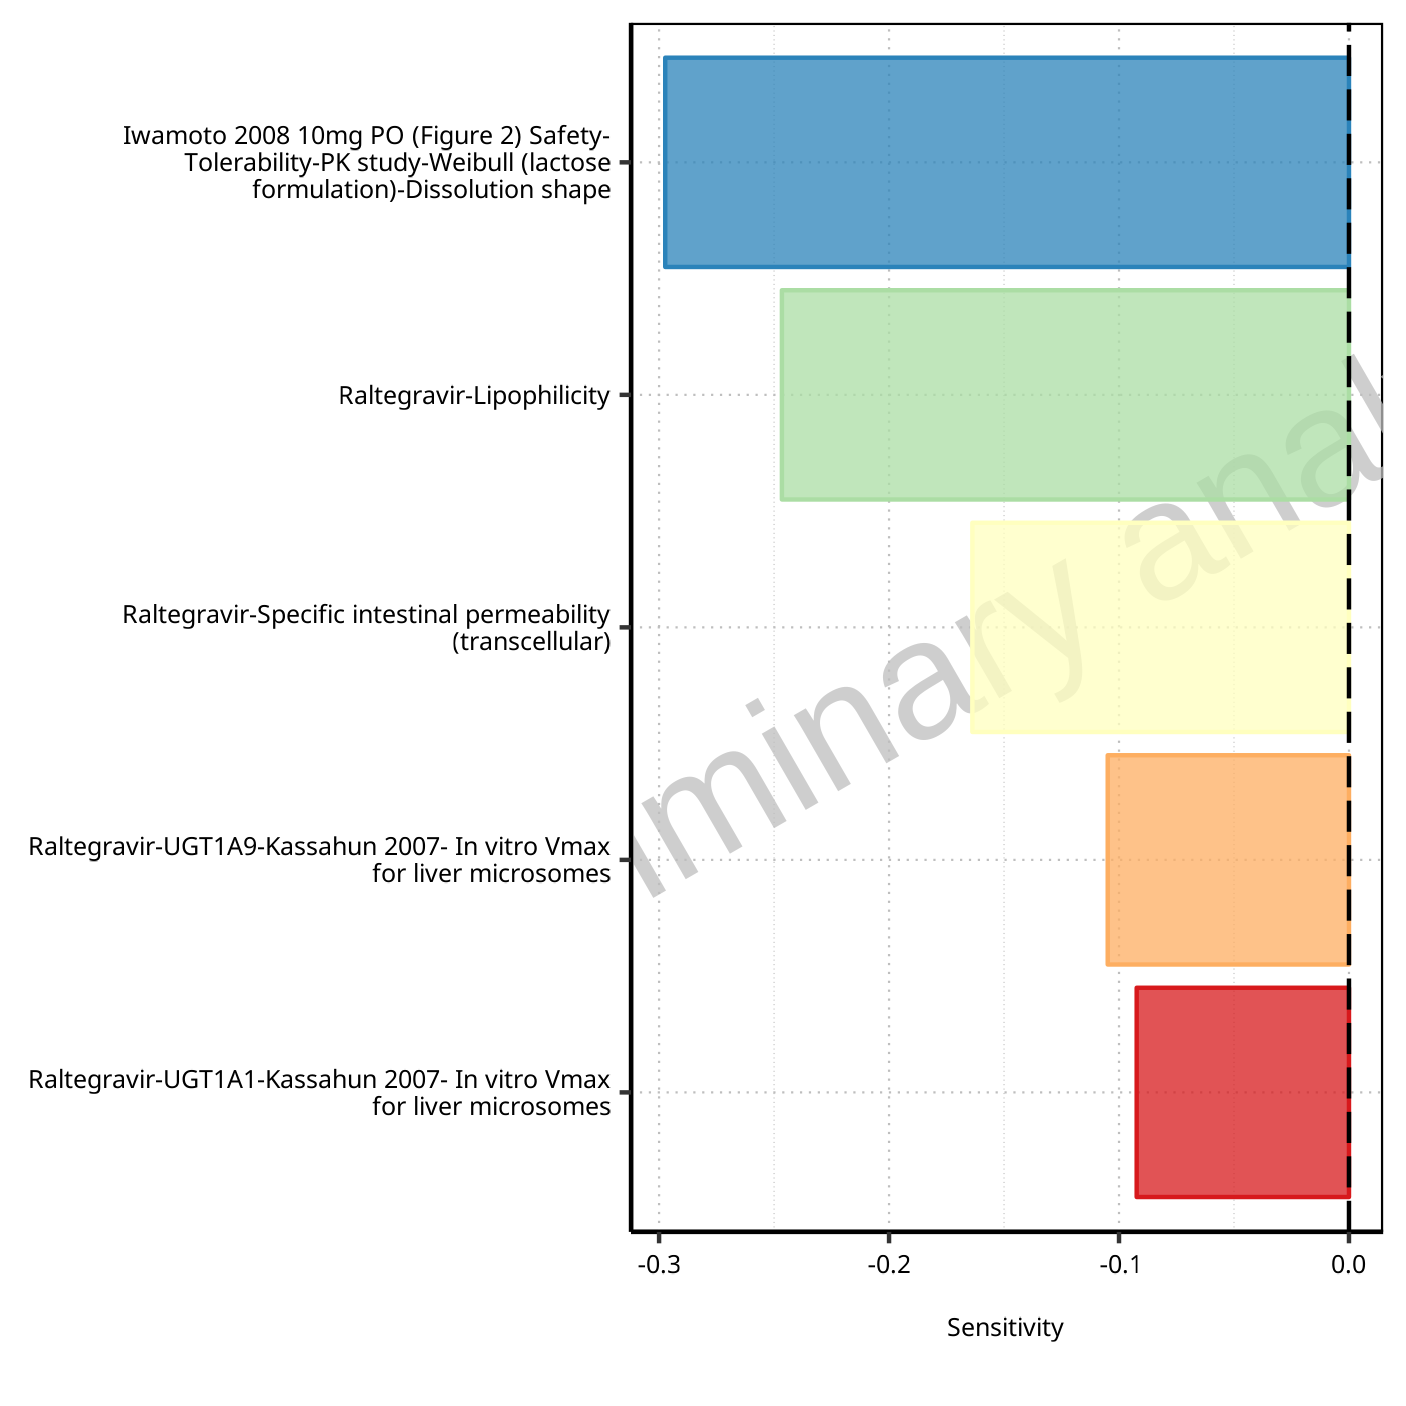 Iwamoto 2008 10mg PO (Figure 2) Safety-
Tolerability-PK study-Weibull (lactose
formulation)-Dissolution shape
Raltegravir-Lipophilicity
Raltegravir-Specific intestinal permeability
(transcellular)
Raltegravir-UGT1A9-Kassahun 2007- In vitro Vmax
for liver microsomes
Raltegravir-UGT1A1-Kassahun 2007- In vitro Vmax
for liver microsomes
minary anal
-0.3
-0.2
-0.1
0.0
Sensitivity